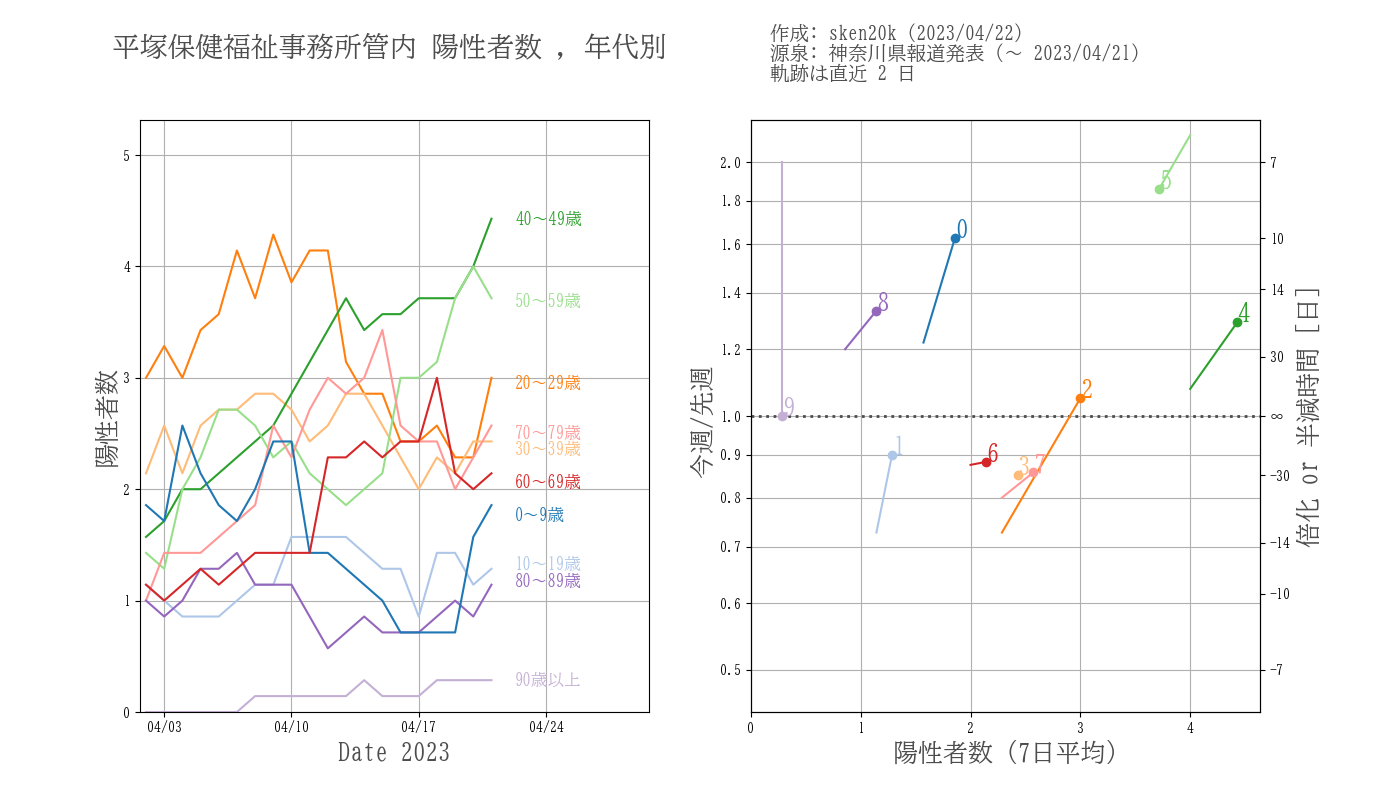 平塚保健福祉事務所管内 陽性者数 , 年代別
作成: sken20k (2023/04/22)
源泉: 神奈川県報道発表 (〜 2023/04/21)
軌跡は直近 2 日
陽性者数
5
4
3
2
1
0
04/03
04/10
04/17
04/24
Date 2023
40〜49歳
50〜59歳
20〜29歳
70〜79歳
30〜39歳
60〜69歳
0〜9歳
10〜19歳
80〜89歳
90歳以上
今週/先週
2.0
1.8
1.6
1.4
1.2
1.0
0.9
0.8
0.7
0.6
0.5
0
1
2
3
4
陽性者数 (7日平均)
5
0
8
4
2
9
1
6
3
7
7
10
14
30
∞
−30
−14
−10
−7
倍化 or 半減時間 [日]